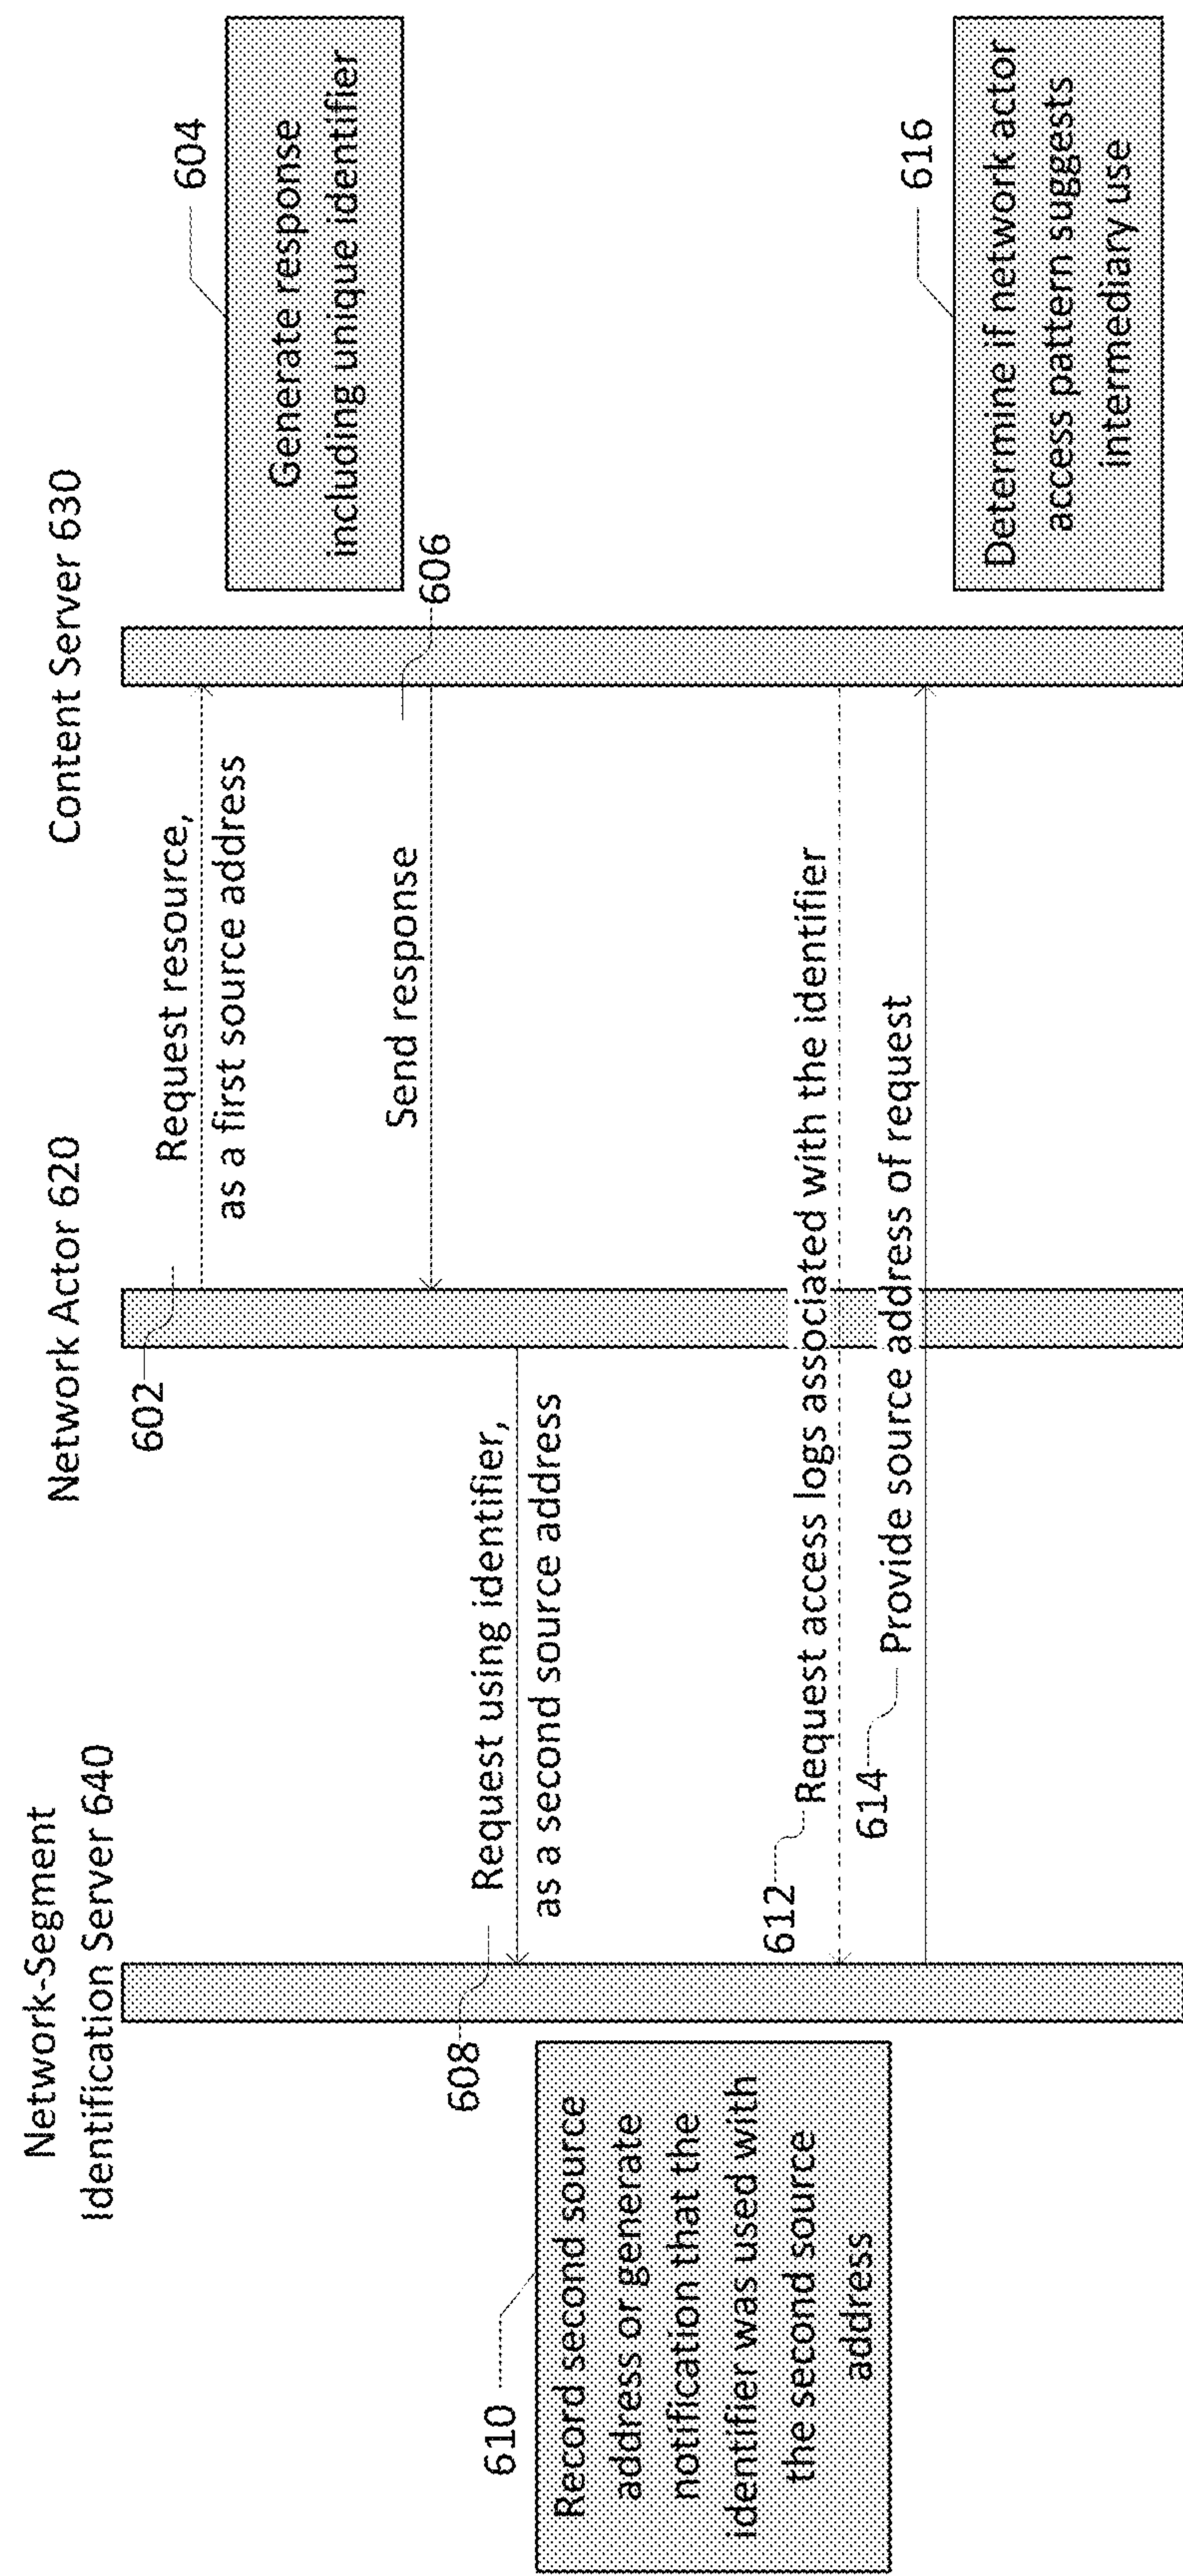 Network-Segment
Identification Server 640
Network Actor 620
Content Server 630
602
Request resource,
as a first source address
604
Generate response
including unique identifier
606
Send response
608
Request using identifier,
as a second source address
610
Record second source
address or generate
notification that the
identifier was used with
the second source
address
612
Request access logs associated with the identifier
614
Provide source address of request
616
Determine if network actor
access pattern suggests
intermediary use